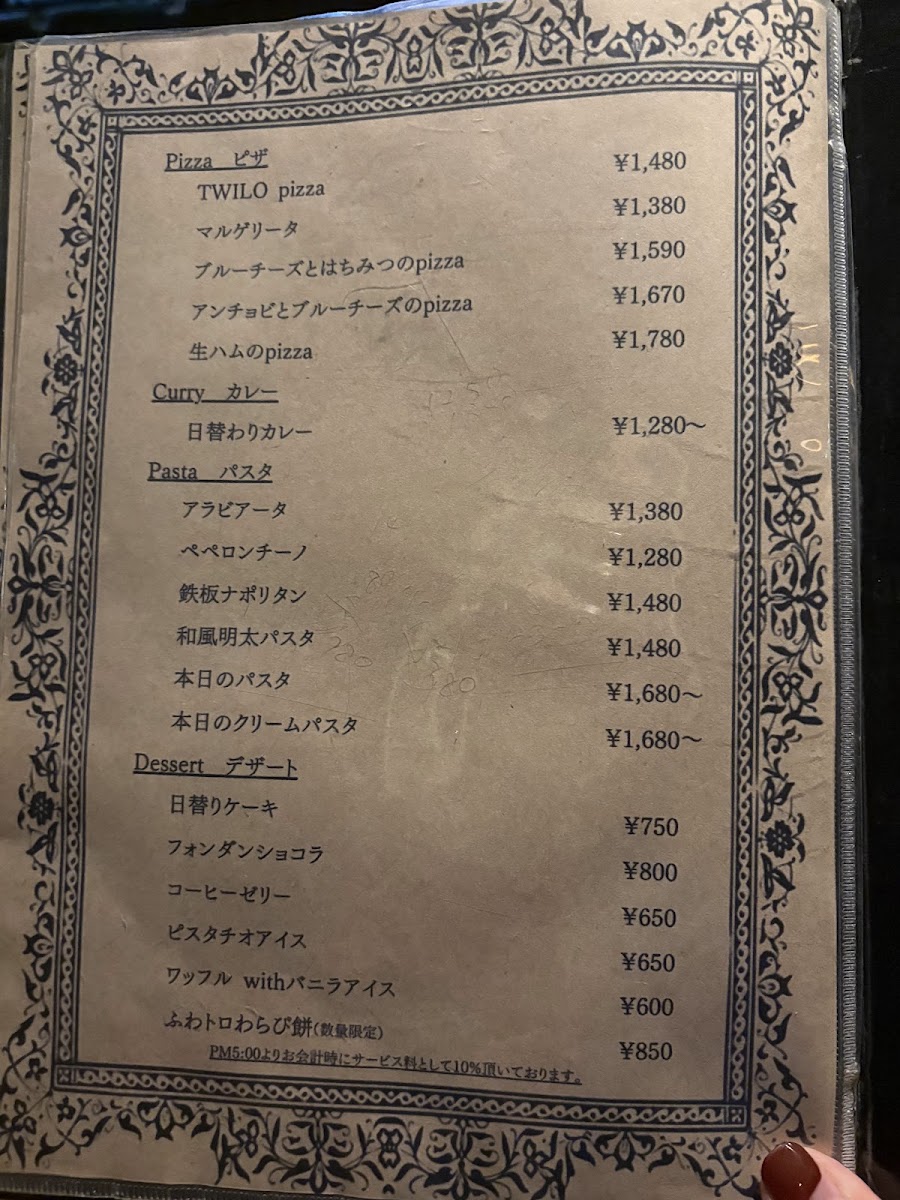 Pizza ピザ
TWILO pizza ¥1,480
マルゲリータ ¥1,380
ブルーチーズとはちみつのpizza ¥1,590
アンチョビとブルーチーズのpizza ¥1,670
生ハムのpizza ¥1,780
Curry カレー
日替わりカレー ¥1,280～
Pasta パスタ
アラビアータ ¥1,380
ペペロンチーノ ¥1,280
鉄板ナポリタン ¥1,480
和風明太パスタ ¥1,480
本日のパスタ ¥1,680～
本日のクリームパスタ ¥1,680～
Dessert デザート
日替りケーキ ¥750
フォンダンショコラ ¥800
コーヒーゼリー ¥650
ピスタチオアイス ¥650
ワッフル withバニラアイス ¥600
ふわトロわらび餅(数量限定) ¥850
PM5:00よりお会計時にサービス料として10%頂いております。